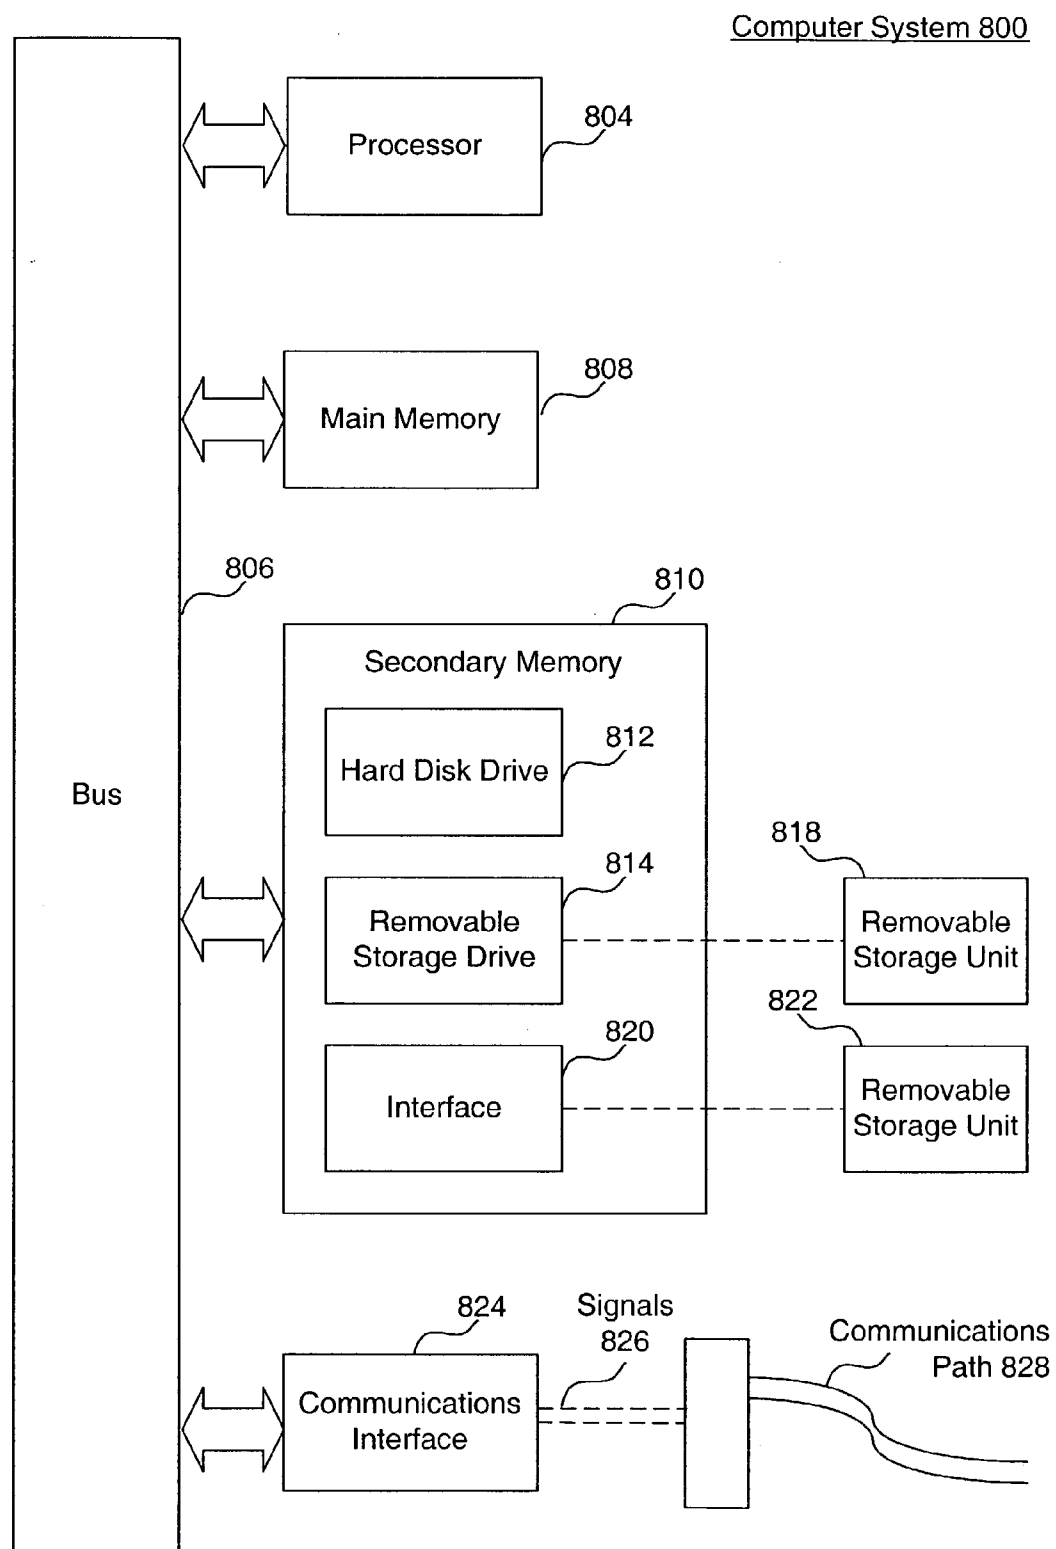 Computer System 800
804
Processor
808
Main Memory
806
810
Secondary Memory
812
Hard Disk Drive
Bus
818
814
Removable
Storage Drive
Removable
Storage Unit
822
820
Interface
Removable
Storage Unit
824
Signals
826
Communications
Path 828
Communications
Interface